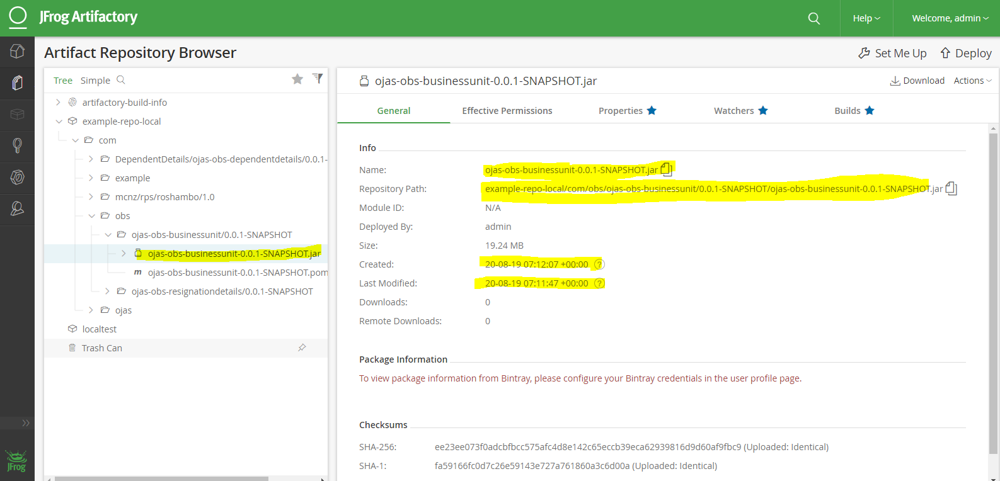 JFrog Artifactory
Help
Welcome, admin
Artifact Repository Browser
Set Me Up
Deploy
Tree Simple
artifactory-build-info
example-repo-local
com
DependentDetails/ojas-obs-dependentdetails/0.0.1-
example
mcnz/rps/roshambo/1.0
obs
ojas-obs-businessunit/0.0.1-SNAPSHOT
ojas-obs-businessunit-0.0.1-SNAPSHOT.jar
m ojas-obs-businessunit-0.0.1-SNAPSHOT.pom
ojas-obs-resignationdetails/0.0.1-SNAPSHOT
ojas
localtest
Trash Can
JFrog
ojas-obs-businessunit-0.0.1-SNAPSHOT.jar
Download Actions
General Effective Permissions Properties Watchers Builds
Info
Name: ojas-obs-businessunit-0.0.1-SNAPSHOT.jar
Repository Path: example-repo-local/com/obs/ojas-obs-businessunit/0.0.1-SNAPSHOT/ojas-obs-businessunit-0.0.1-SNAPSHOT.jar
Module ID: N/A
Deployed By: admin
Size: 19.24 MB
Created: 20-08-19 07:12:07 +00:00 ?
Last Modified: 20-08-19 07:11:47 +00:00 ?
Downloads: 0
Remote Downloads: 0
Package Information
To view package information from Bintray, please configure your Bintray credentials in the user profile page.
Checksums
SHA-256: ee23ee073f0adcbfbcc575afc4d8e142c65eccb39eca62939816d9d60af9fbc9 (Uploaded: Identical)
SHA-1: fa59166fc0d7c26e59143e727a761860a3c6d00a (Uploaded: Identical)